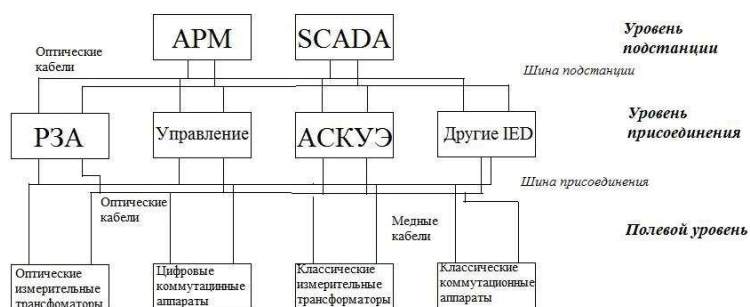 АРМ
SCADA
Уровень
подстанции
Оптические
кабели
Шина подстанции
РЗА
Управление
АСКУЭ
Другие IED
Уровень
присоединения
Шина присоединения
Оптические
кабели
Медные
кабели
Полевой уровень
Оптические
измерительные
трансфоматоры
Цифровые
коммутацинные
аппараты
Классические
измерительные
трансформаторы
Классические
коммутационные
аппараты